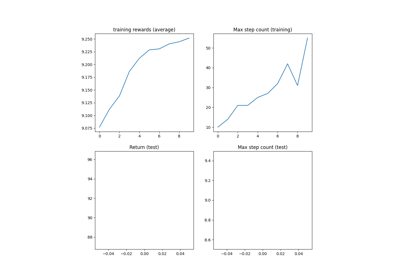 training rewards (average)
9.250
9.225
9.200
9.175
9.150
9.125
9.100
9.075
0 2 4 6 8
Max step count (training)
50
40
30
20
10
0 2 4 6 8
Return (test)
96
94
92
90
88
−0.04 −0.02 0.00 0.02 0.04
Max step count (test)
9.4
9.2
9.0
8.8
8.6
−0.04 −0.02 0.00 0.02 0.04